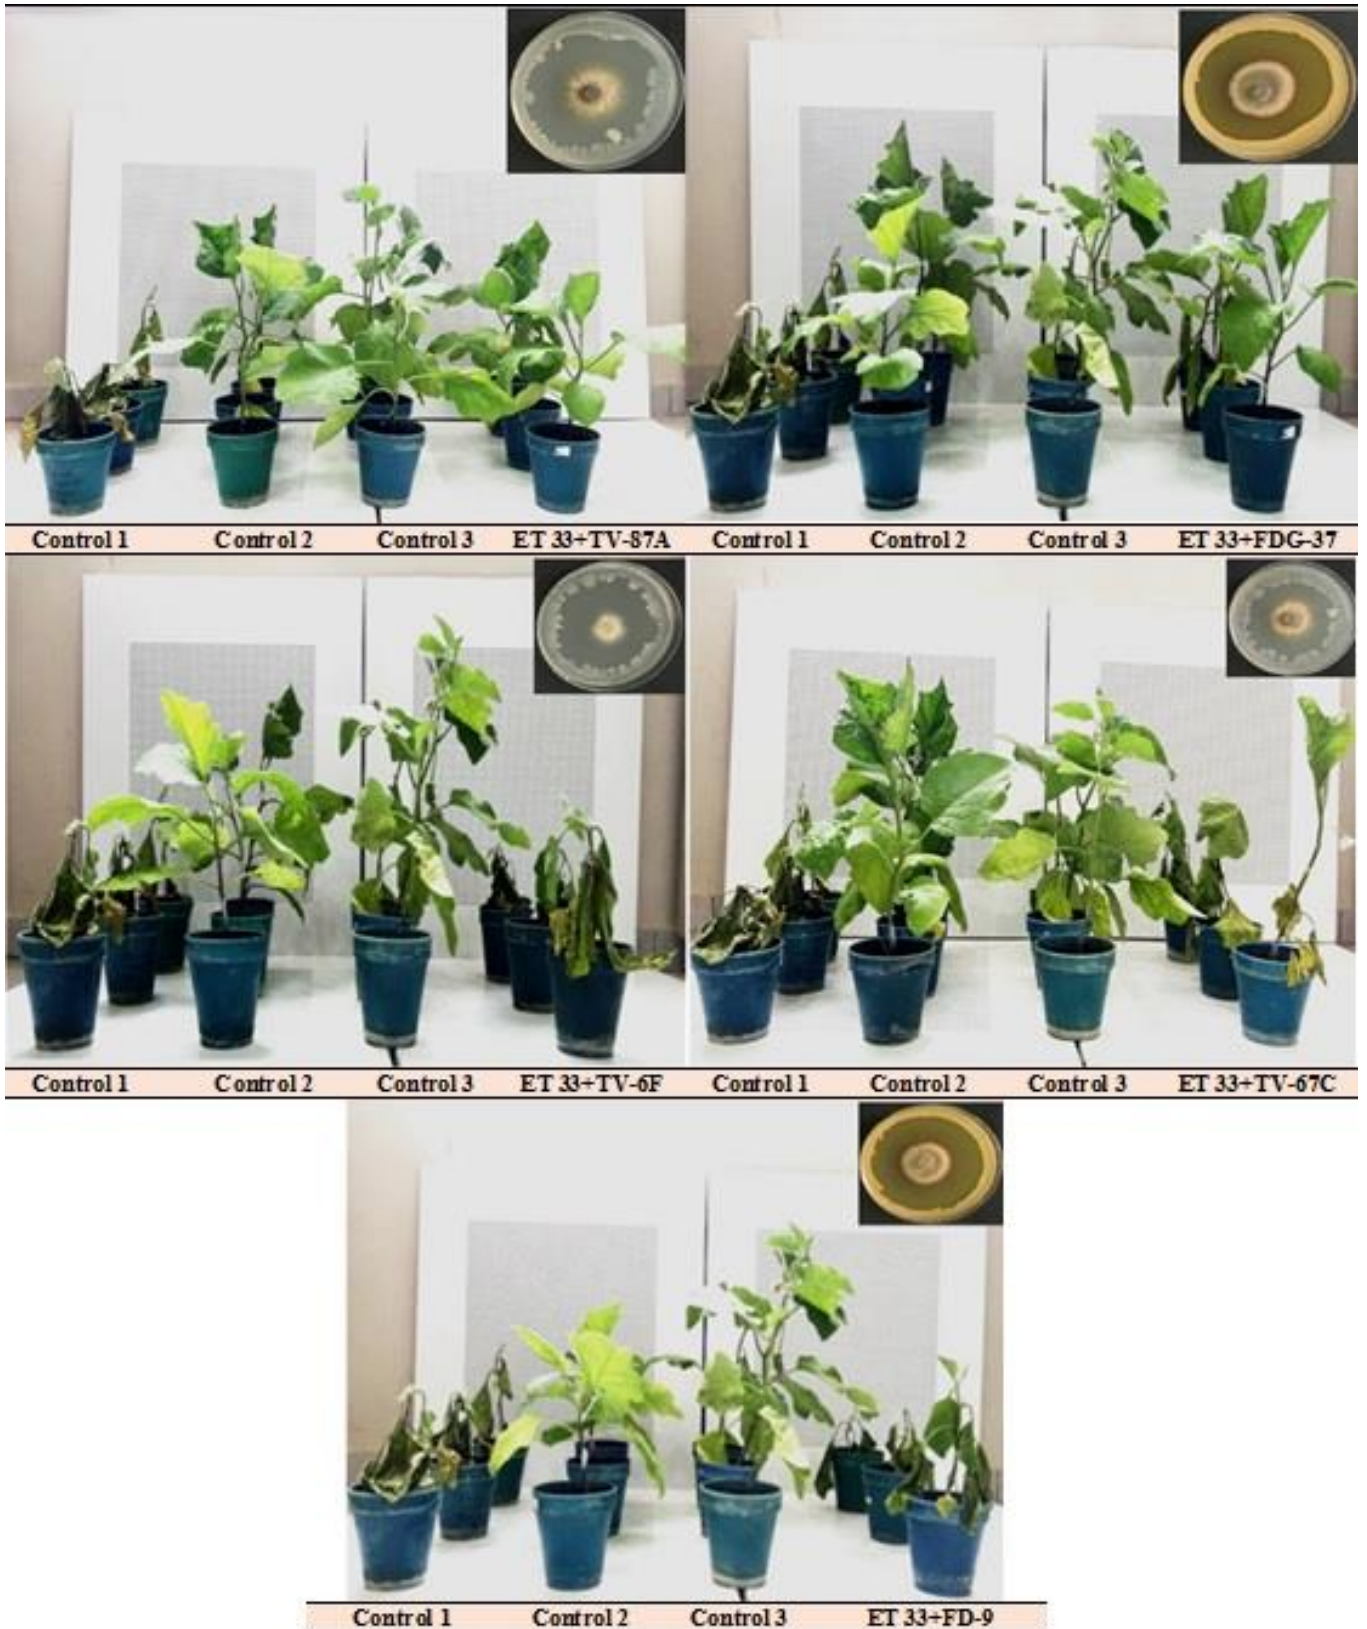 Control 1 Control 2 Control 3 ET 33+TV-87A
Control 1 Control 2 Control 3 ET 33+FDG-37
Control 1 Control 2 Control 3 ET 33+TV-6F
Control 1 Control 2 Control 3 ET 33+TV-67C
Control 1 Control 2 Control 3 ET 33+FD-9